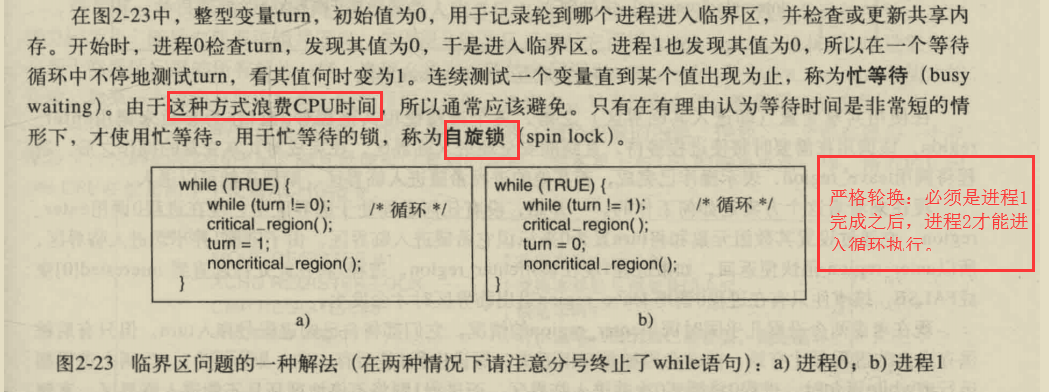 在图2-23中，整型变量turn，初始值为0，用于记录轮到哪个进程进入临界区，并检查或更新共享内
存。开始时，进程0检查turn，发现其值为0，于是进入临界区。进程1也发现其值为0，所以在一个等待
循环中不停地测试turn，看其值何时变为1。连续测试一个变量直到某个值出现为止，称为忙等待（busy
waiting）。由于这种方式浪费CPU时间，所以通常应该避免。只有在有理由认为等待时间是非常短的情
形下，才使用忙等待。用于忙等待的锁，称为自旋锁（spin lock）。
while (TRUE) {
while (turn != 0); /* 循环 */
critical_region( );
turn = 1;
noncritical_region( );
}
a)
while (TRUE) {
while (turn != 1); /* 循环 */
critical_region( );
turn = 0;
noncritical_region( );
}
b)
严格轮换：必须是进程1
完成之后，进程2才能进
入循环执行。
图2-23 临界区问题的一种解法（在两种情况下请注意分号终止了while语句）：a) 进程0；b) 进程1